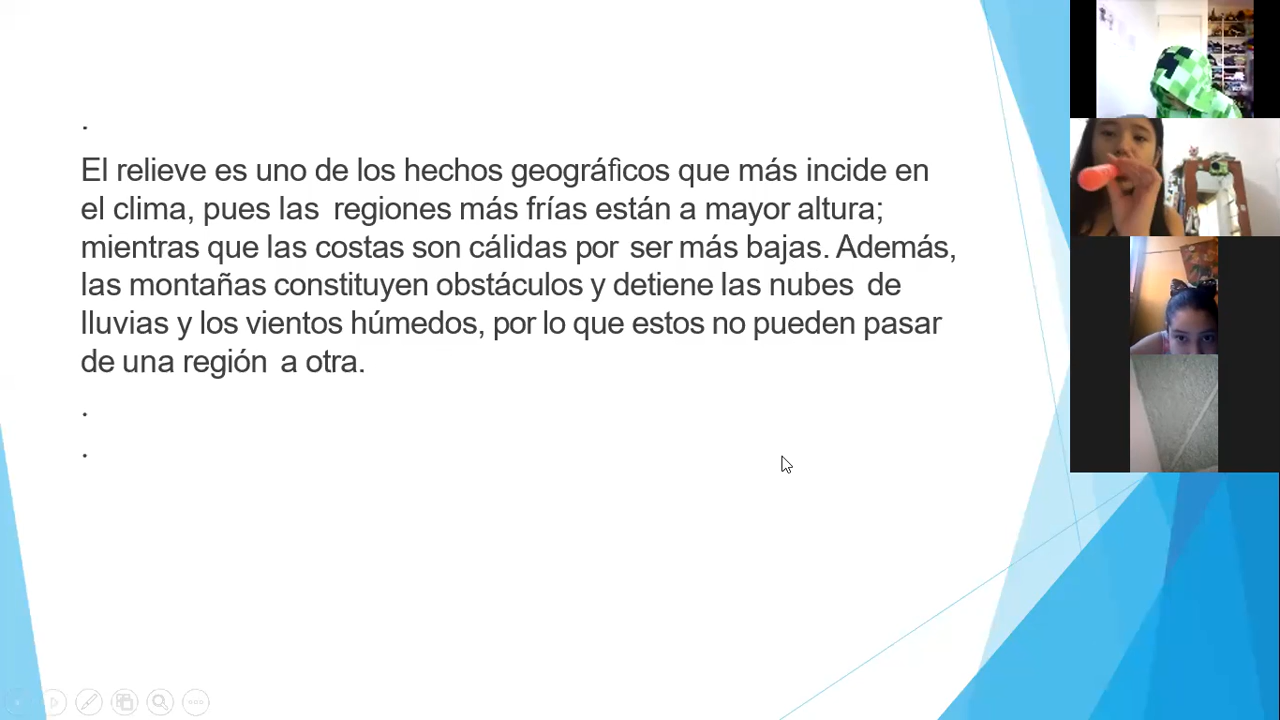 .
El relieve es uno de los hechos geográficos que más incide en
el clima, pues las regiones más frías están a mayor altura;
mientras que las costas son cálidas por ser más bajas. Además,
las montañas constituyen obstáculos y detiene las nubes de
lluvias y los vientos húmedos, por lo que estos no pueden pasar
de una región a otra.
.
.